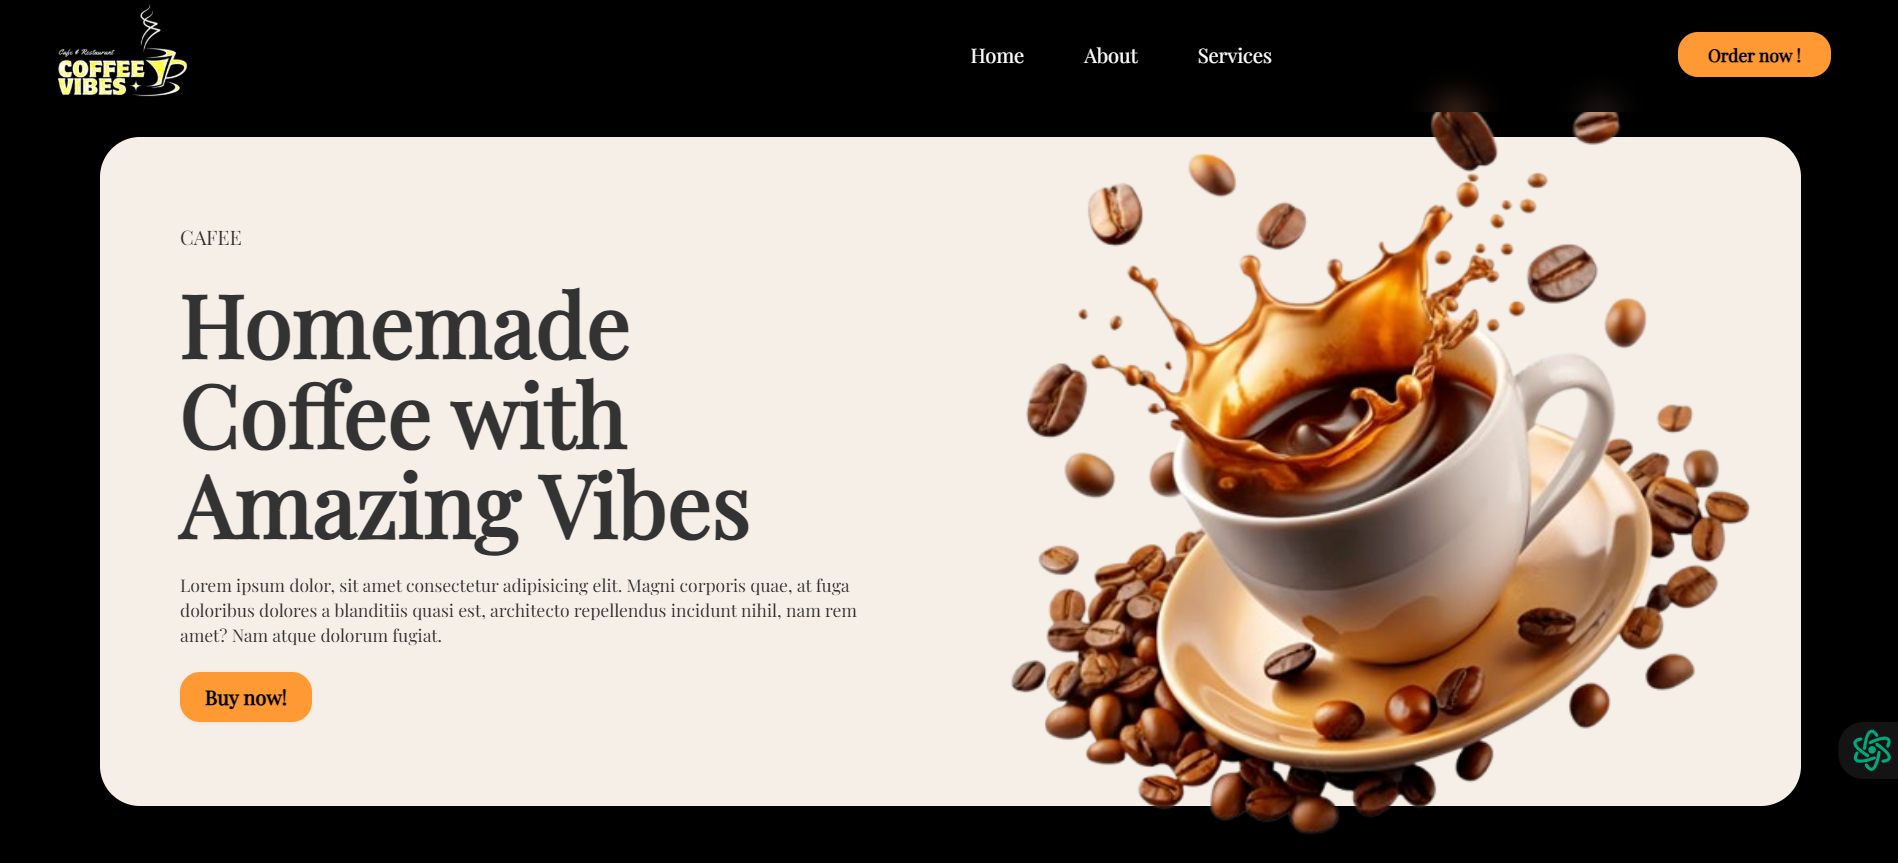 Cafe & Restaurant
COFFEE
VIBES
Home About Services
Order now !
CAFEE
Homemade
Coffee with
Amazing Vibes
Lorem ipsum dolor, sit amet consectetur adipisicing elit. Magni corporis quae, at fuga
doloribus dolores a blanditiis quasi est, architecto repellendus incidunt nihil, nam rem
amet? Nam atque dolorum fugiat.
Buy now!